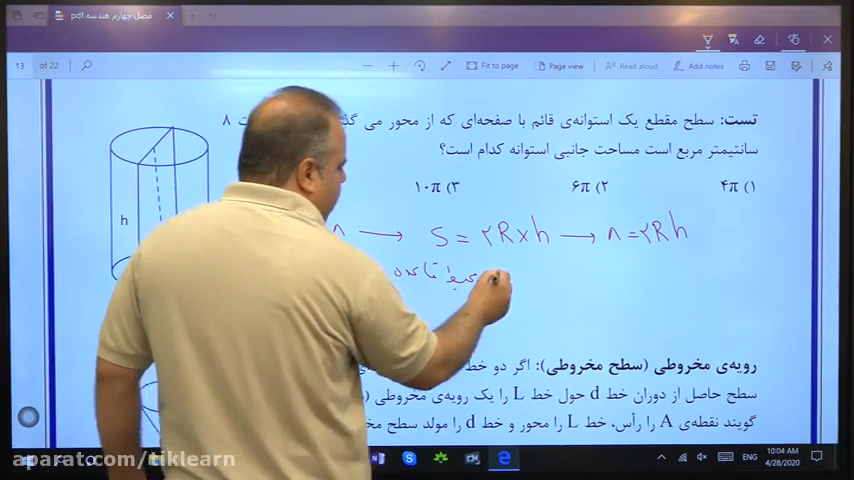 فصل چهارم هندسه.pdf
13 of 22
Fit to page
Read aloud
Add notes
تست: سطح مقطع یک استوانه‌ی قائم با صفحه‌ای که از محور می
۸
سانتیمتر مربع است مساحت جانبی استوانه کدام است؟
۱) ۴π
۲) ۶π
۳) ۱۰π
h
۸ → S = ۲R×h → ۸ = ۲Rh
محیط قاعده
رویه‌ی مخروطی (سطح مخروطی): اگر دو خط
سطح حاصل از دوران خط d حول خط L را یک رویه‌ی مخروطی
گویند نقطه‌ی A را رأس، خط L را محور و خط d را مولد سطح
aparat.com/tiklearn
ENG
10:04 AM
4/28/2020